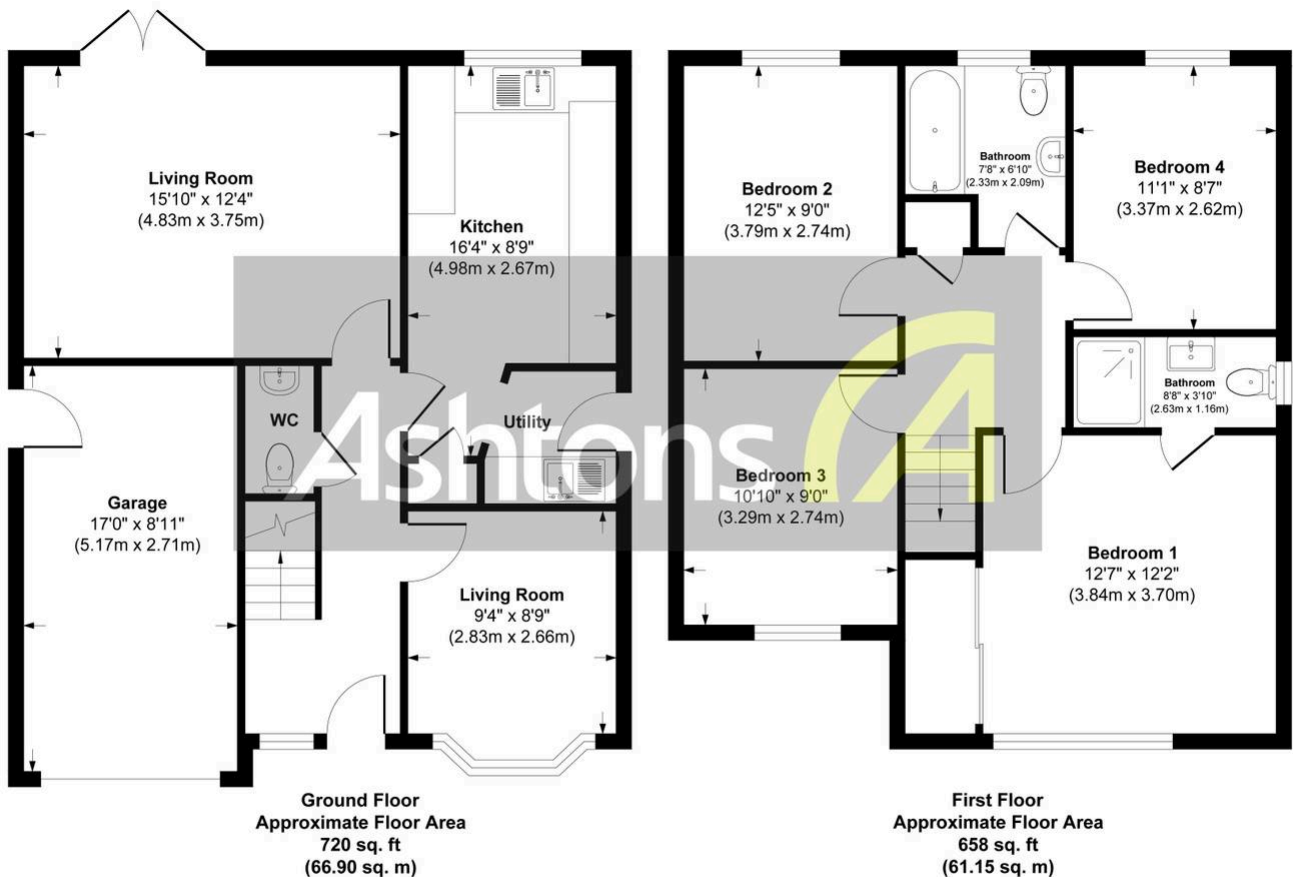 Living Room
15'10" x 12'4"
(4.83m x 3.75m)
Kitchen
16'4" x 8'9"
(4.98m x 2.67m)
WC
Utility
Garage
17'0" x 8'11"
(5.17m x 2.71m)
Living Room
9'4" x 8'9"
(2.83m x 2.66m)
Ground Floor
Approximate Floor Area
720 sq. ft
(66.90 sq. m)
Bedroom 2
12'5" x 9'0"
(3.79m x 2.74m)
Bathroom
7'8" x 6'10"
(2.33m x 2.09m)
Bedroom 4
11'1" x 8'7"
(3.37m x 2.62m)
Bathroom
8'8" x 3'10"
(2.63m x 1.16m)
Bedroom 3
10'10" x 9'0"
(3.29m x 2.74m)
Bedroom 1
12'7" x 12'2"
(3.84m x 3.70m)
First Floor
Approximate Floor Area
658 sq. ft
(61.15 sq. m)
Ashtons A